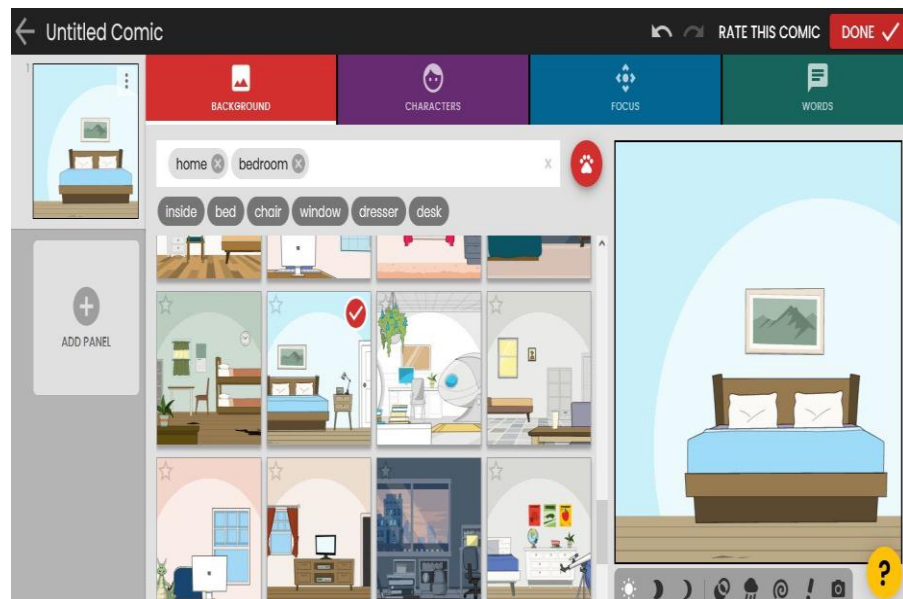 Untitled Comic
RATE THIS COMIC
DONE
1
BACKGROUND
CHARACTERS
FOCUS
WORDS
home
bedroom
x
inside
bed
chair
window
dresser
desk
ADD PANEL
?